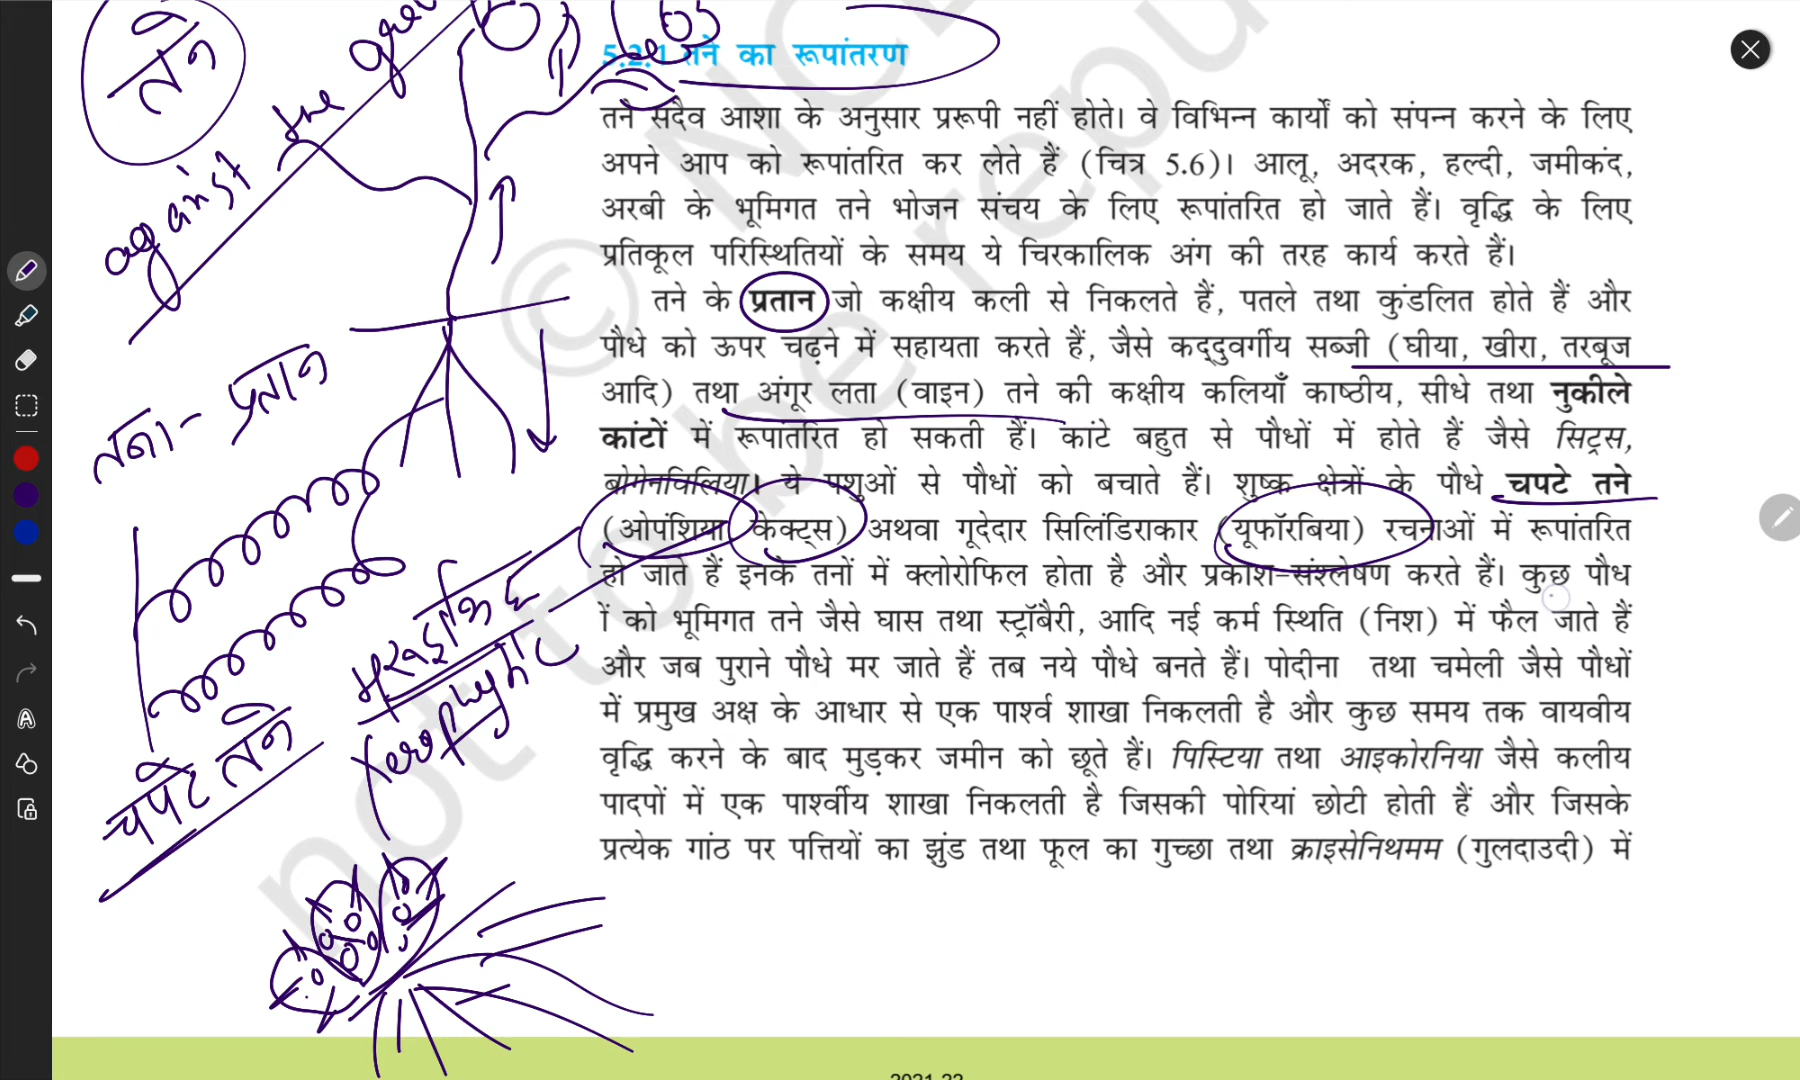 तने
against the gra
5.2.1 तने का रूपांतरण
तने सदैव आशा के अनुसार प्ररूपी नहीं होते। वे विभिन्न कार्यों को संपन्न करने के लिए
अपने आप को रूपांतरित कर लेते हैं (चित्र 5.6)। आलू, अदरक, हल्दी, जमीकंद,
अरबी के भूमिगत तने भोजन संचय के लिए रूपांतरित हो जाते हैं। वृद्धि के लिए
प्रतिकूल परिस्थितियों के समय ये चिरकालिक अंग की तरह कार्य करते हैं।
तने के प्रतान जो कक्षीय कली से निकलते हैं, पतले तथा कुंडलित होते हैं और
पौधे को ऊपर चढ़ने में सहायता करते हैं, जैसे कद्दुवर्गीय सब्जी (घीया, खीरा, तरबूज
आदि) तथा अंगूर लता (वाइन) तने की कक्षीय कलियाँ काष्ठीय, सीधे तथा नुकीले
कांटों में रूपांतरित हो सकती हैं। कांटे बहुत से पौधों में होते हैं जैसे सिट्रस,
बोगेनविलिया। ये पशुओं से पौधों को बचाते हैं। शुष्क क्षेत्रों के पौधे चपटे तने
(ओपंशिया केक्ट्स) अथवा गूदेदार सिलिंडिराकार (यूफॉरबिया) रचनाओं में रूपांतरित
हो जाते हैं इनके तनों में क्लोरोफिल होता है और प्रकाश-संश्लेषण करते हैं। कुछ पौध
ों को भूमिगत तने जैसे घास तथा स्ट्रॉबैरी, आदि नई कर्म स्थिति (निश) में फैल जाते हैं
और जब पुराने पौधे मर जाते हैं तब नये पौधे बनते हैं। पोदीना तथा चमेली जैसे पौधों
में प्रमुख अक्ष के आधार से एक पार्श्व शाखा निकलती है और कुछ समय तक वायवीय
वृद्धि करने के बाद मुड़कर जमीन को छूते हैं। पिस्टिया तथा आइकोरनिया जैसे कलीय
पादपों में एक पार्श्वीय शाखा निकलती है जिसकी पोरियां छोटी होती हैं और जिसके
प्रत्येक गांठ पर पत्तियों का झुंड तथा फूल का गुच्छा तथा क्राइसेनिथमम (गुलदाउदी) में
तना - प्रतान
चपटे तने
xerophytic